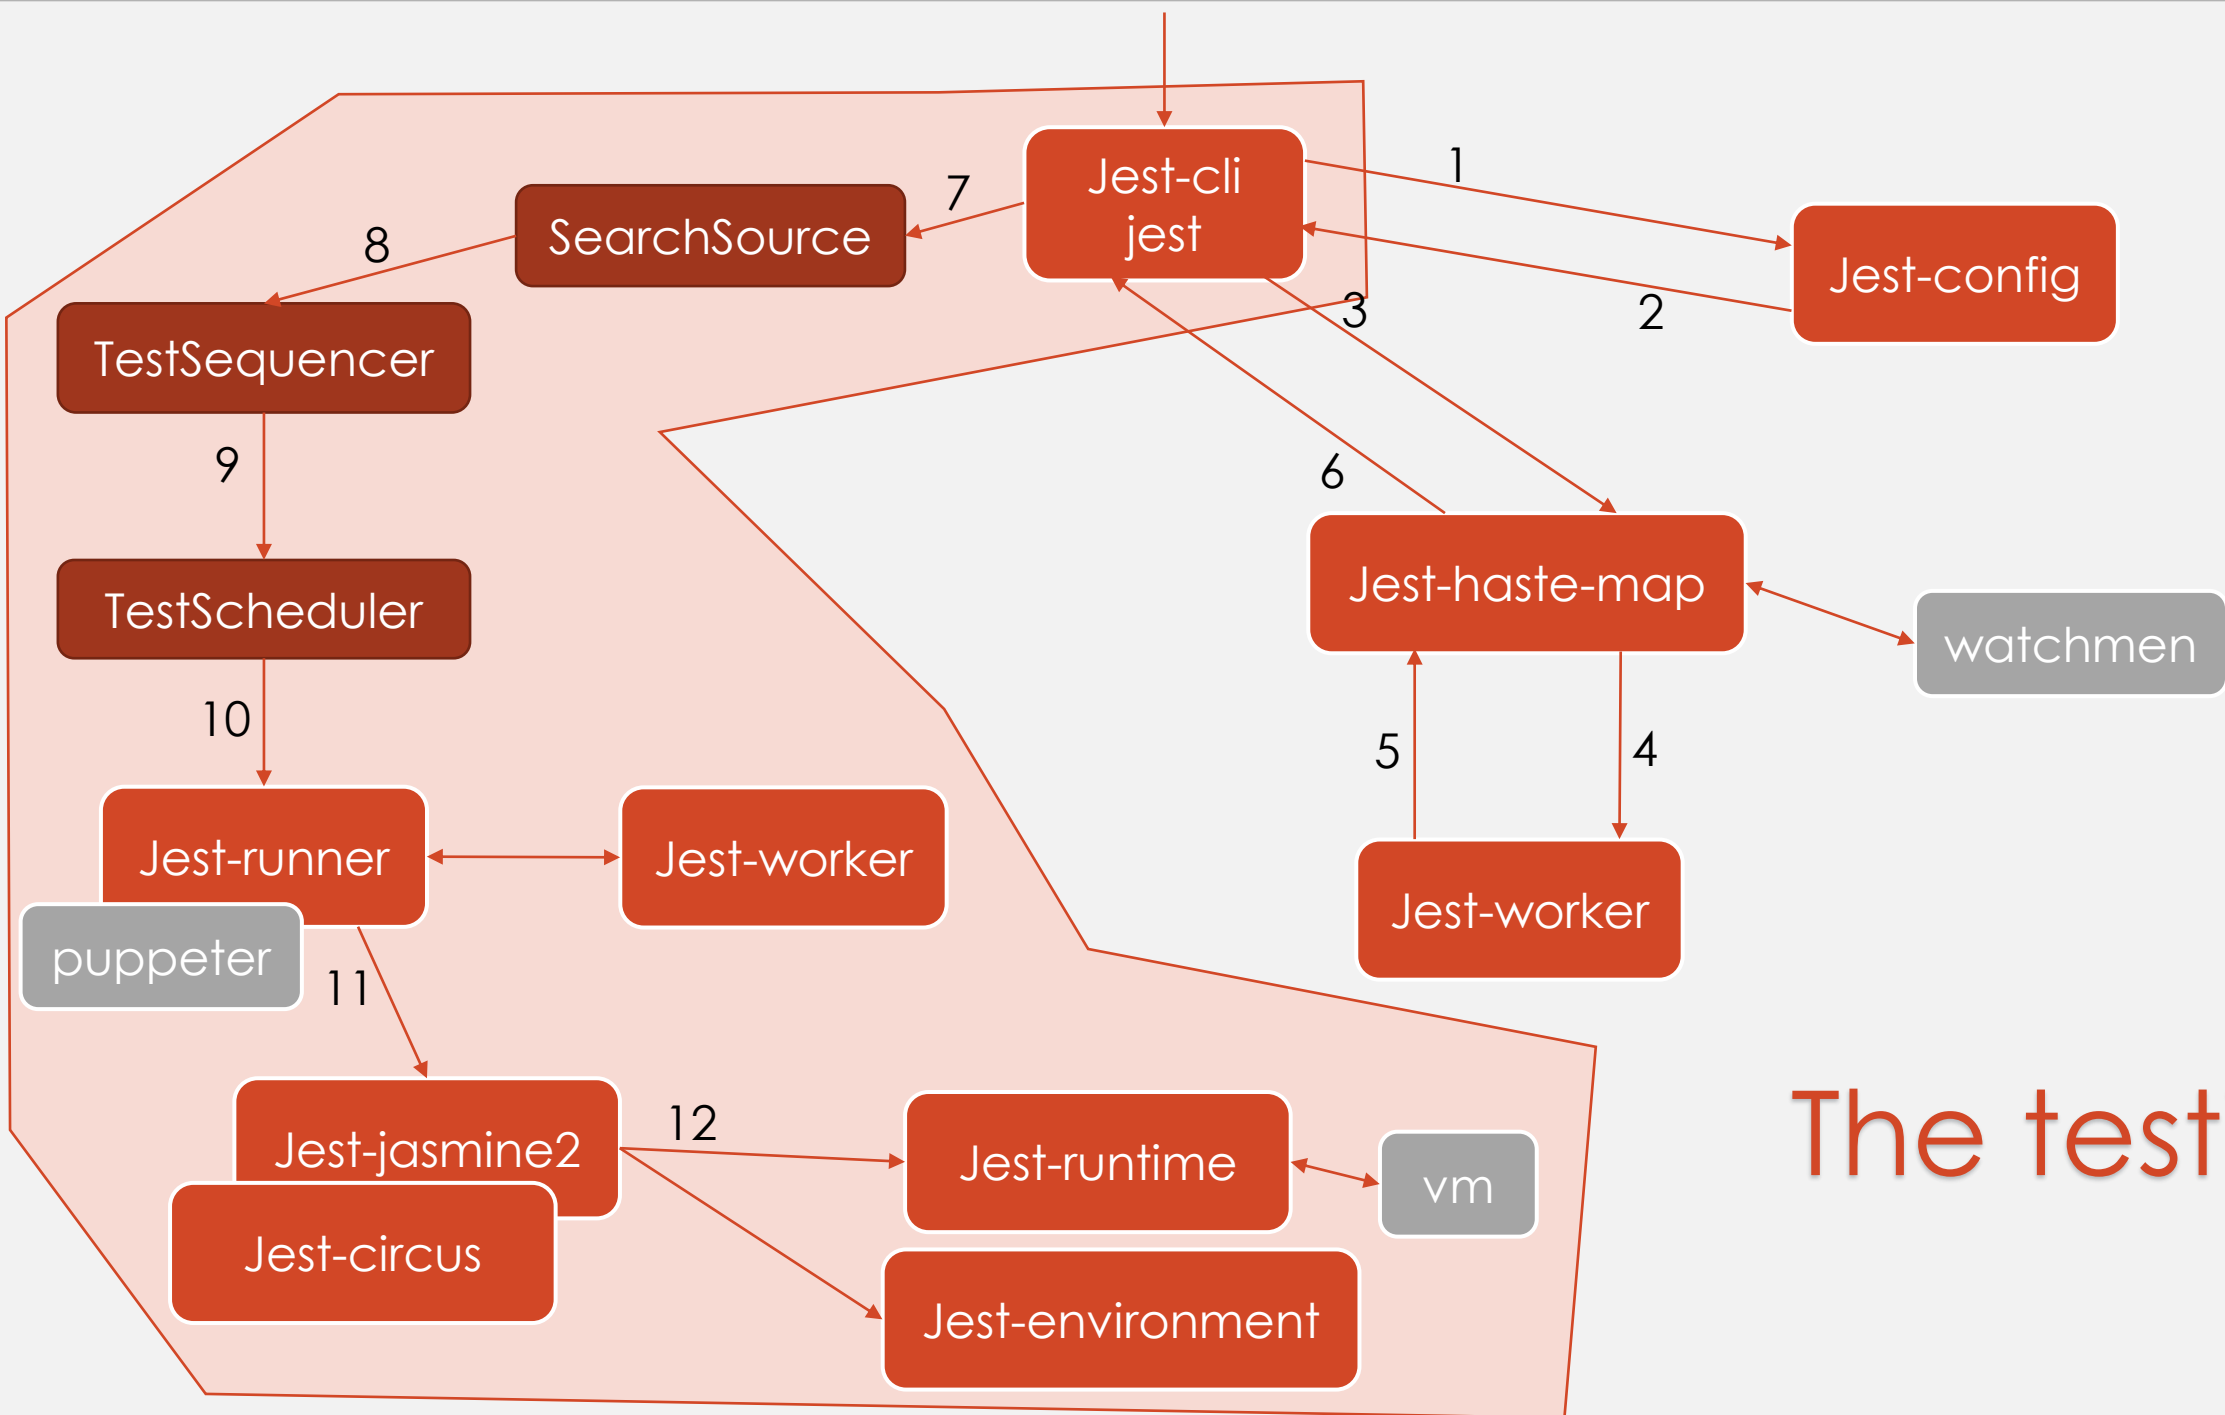 Jest-cli
jest
1
7
SearchSource
8
Jest-config
2
3
TestSequencer
9
6
Jest-haste-map
TestScheduler
watchmen
10
5
4
Jest-runner
Jest-worker
Jest-worker
puppeter
11
The test
12
Jest-jasmine2
Jest-runtime
vm
Jest-circus
Jest-environment